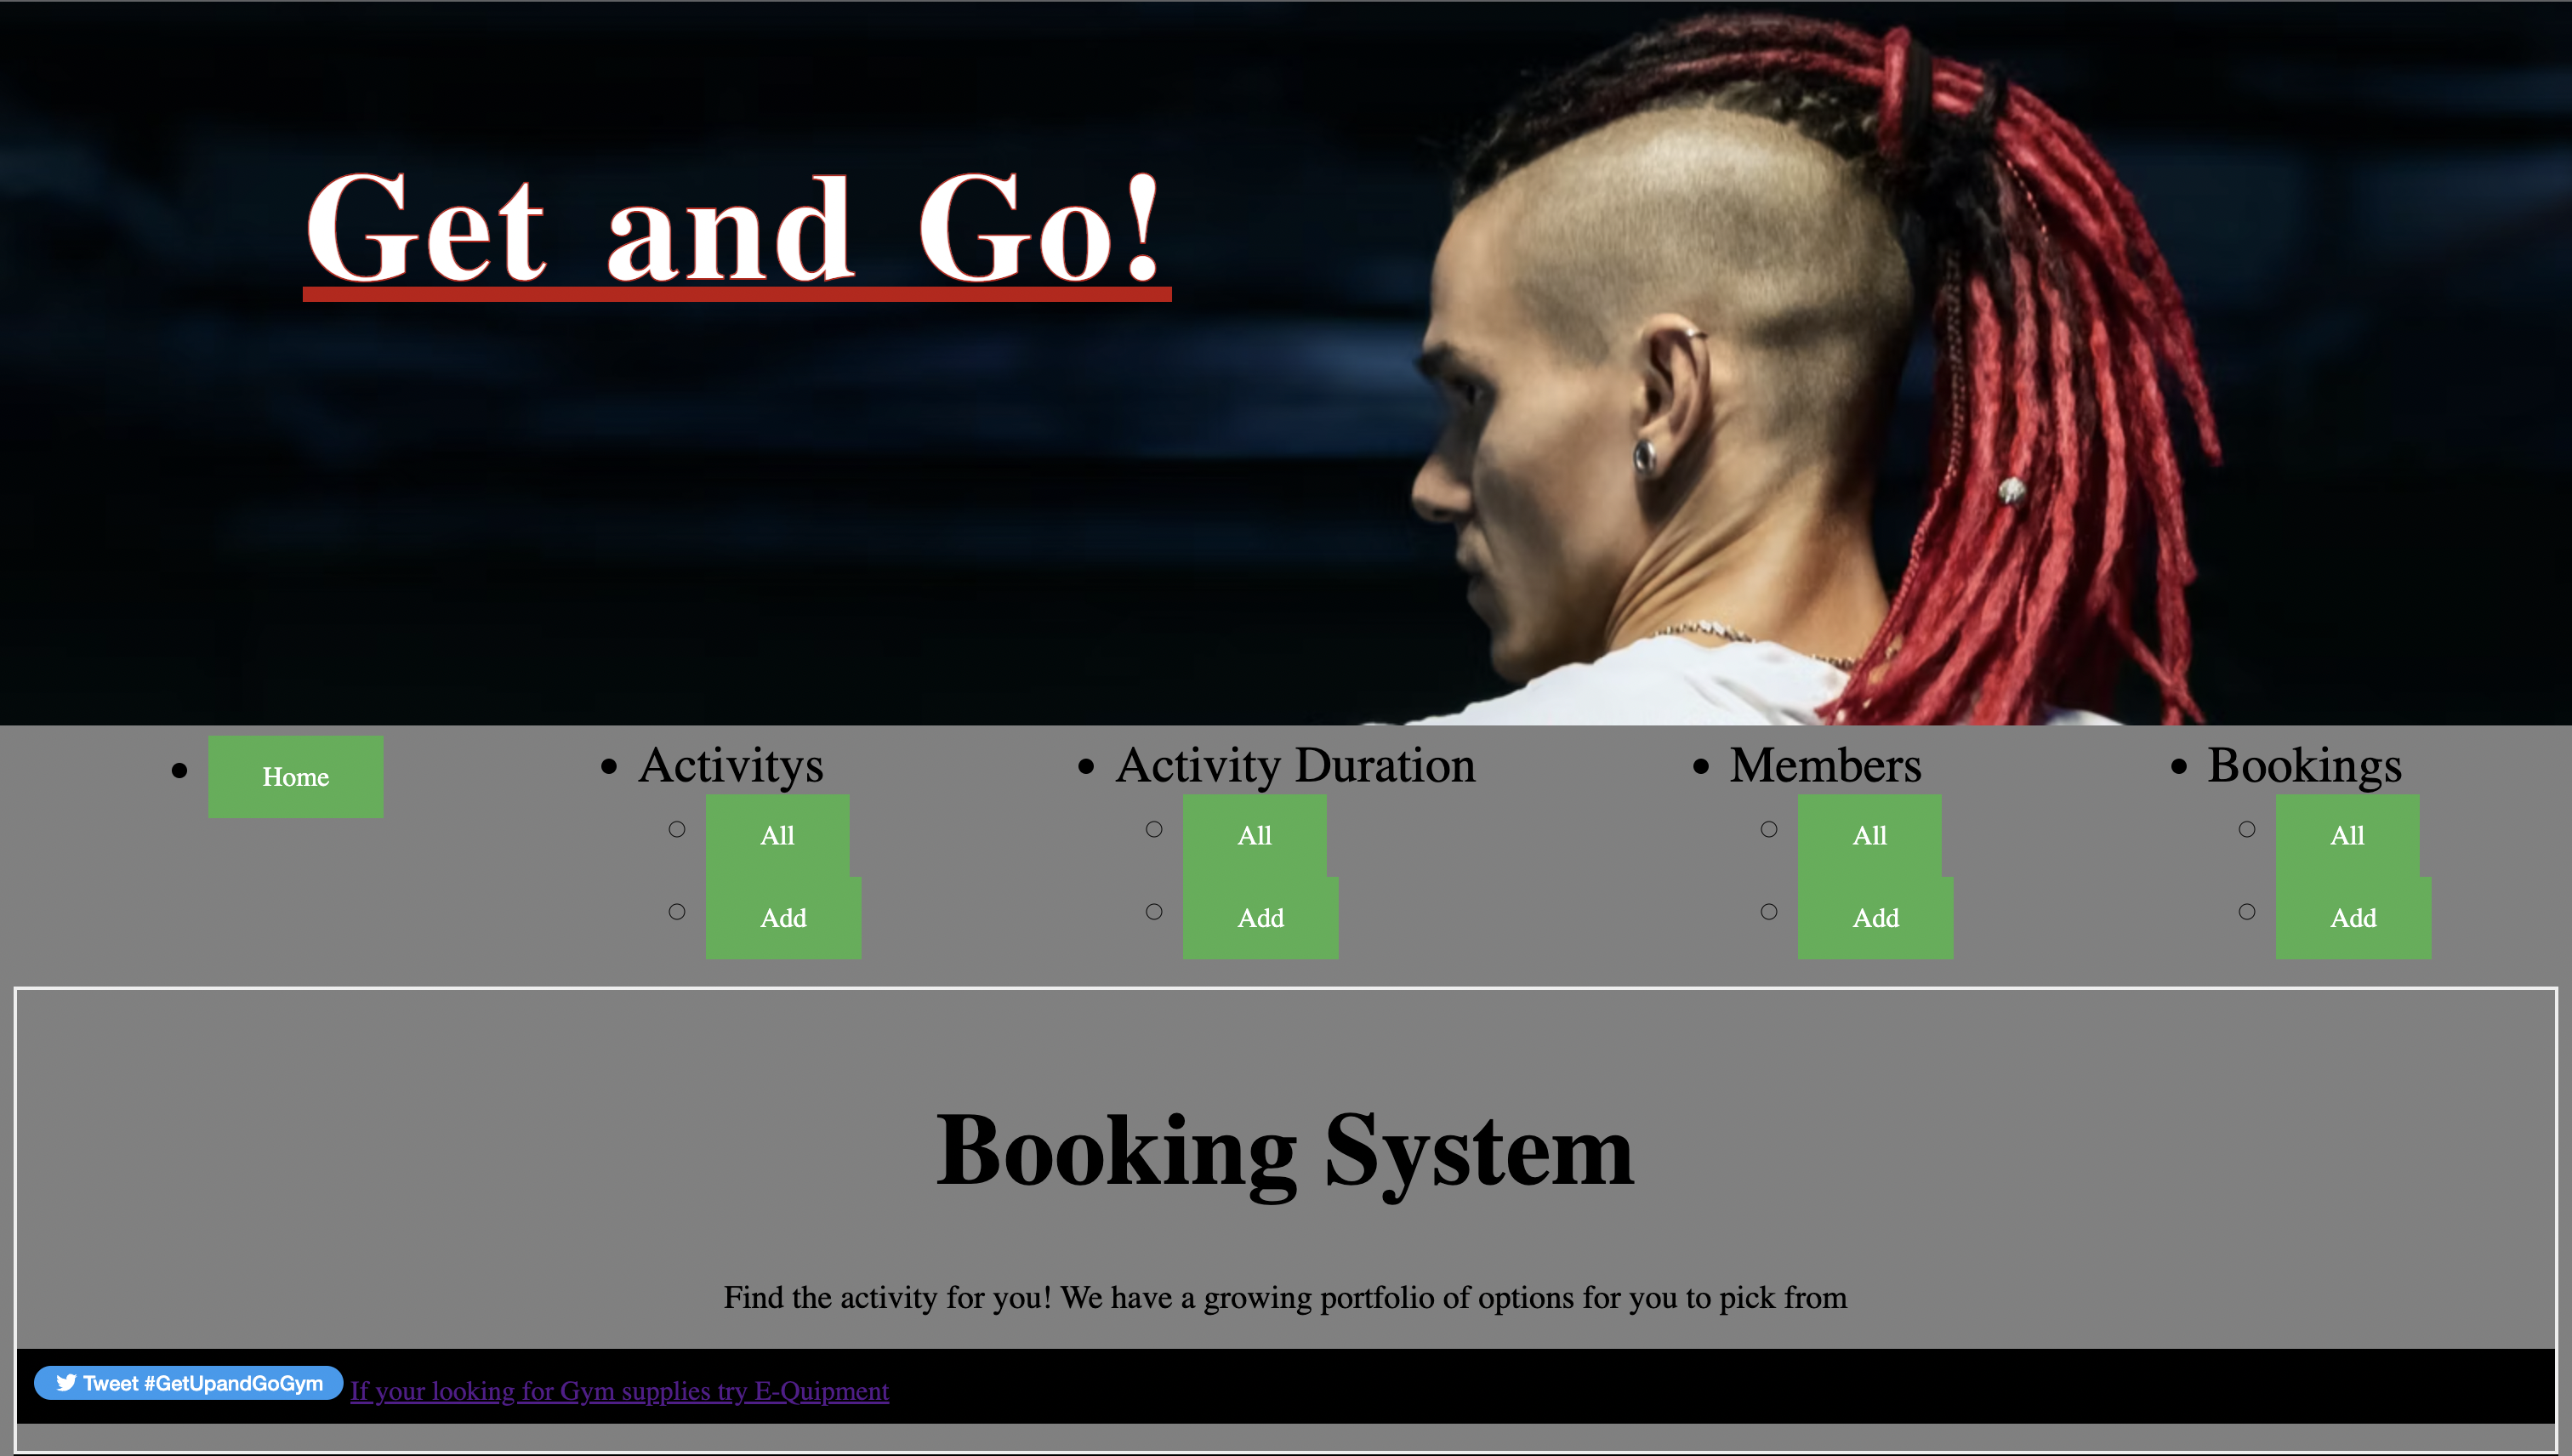 Get and Go!
Home
Activitys
All
Add
Activity Duration
All
Add
Members
All
Add
Bookings
All
Add
Booking System
Find the activity for you! We have a growing portfolio of options for you to pick from
Tweet #GetUpandGoGym If your looking for Gym supplies try E-Quipment